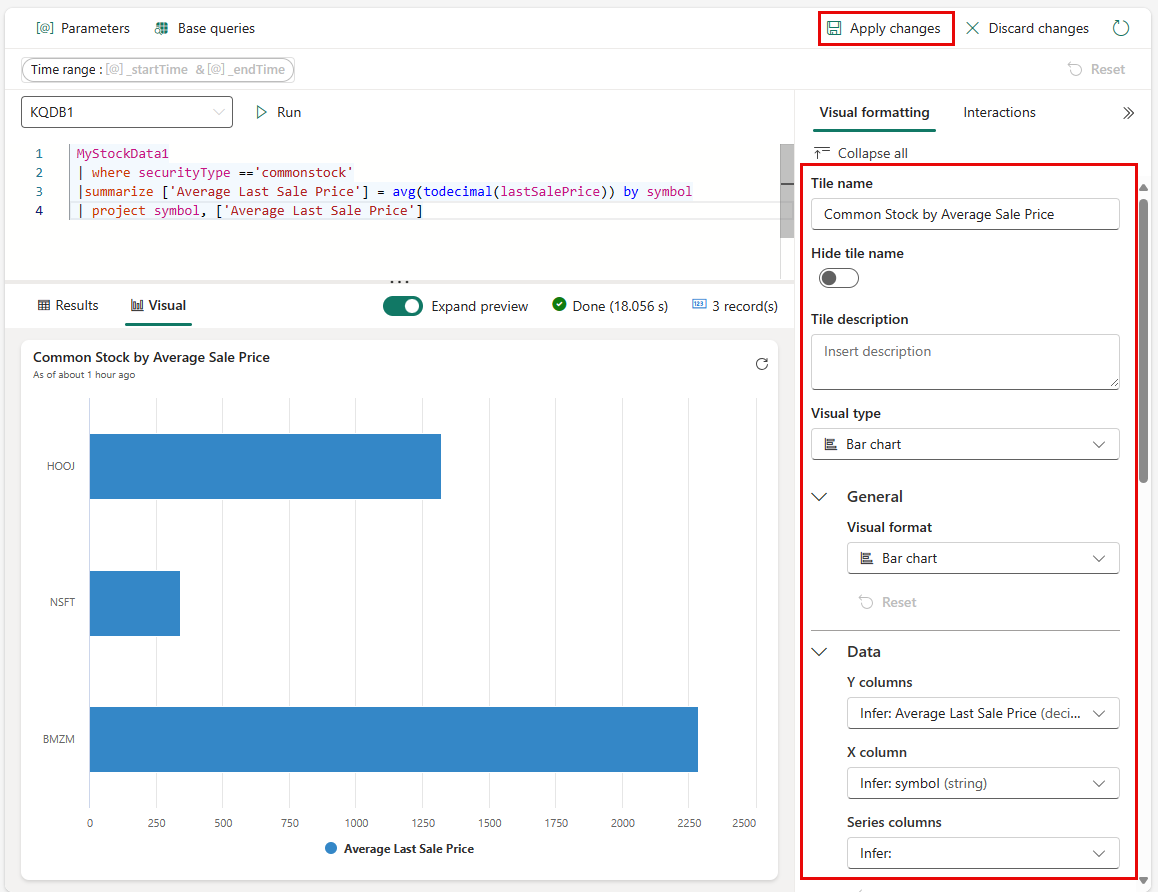 Parameters
Base queries
Apply changes
Discard changes
Time range : [@] _startTime & [@] _endTime
Reset
KQDB1
Run
Visual formatting
Interactions
Collapse all
1 MyStockData1
2 | where securityType =='commonstock'
3 |summarize ['Average Last Sale Price'] = avg(todecimal(lastSalePrice)) by symbol
4 | project symbol, ['Average Last Sale Price']
Results
Visual
Expand preview
Done (18.056 s)
3 record(s)
Common Stock by Average Sale Price
As of about 1 hour ago
HOOJ
NSFT
BMZM
0 250 500 750 1000 1250 1500 1750 2000 2250 2500
Average Last Sale Price
Tile name
Common Stock by Average Sale Price
Hide tile name
Tile description
Insert description
Visual type
Bar chart
General
Visual format
Bar chart
Reset
Data
Y columns
Infer: Average Last Sale Price (deci...
X column
Infer: symbol (string)
Series columns
Infer: